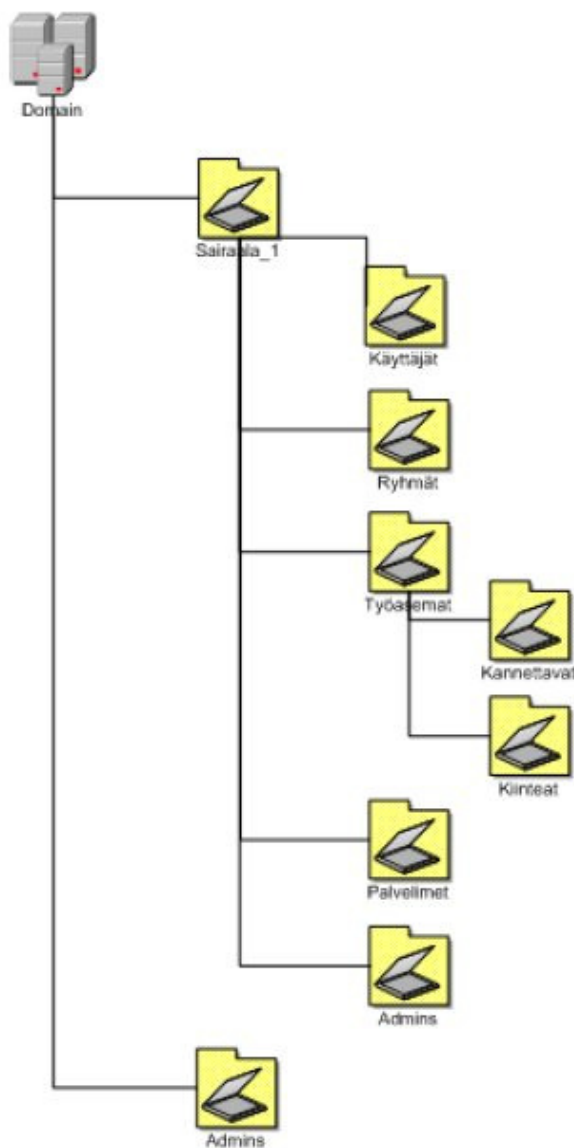 Domain
Sairaala_1
Käyttäjät
Ryhmät
Työasemat
Kannettavat
Kiinteat
Palvelimet
Admins
Admins